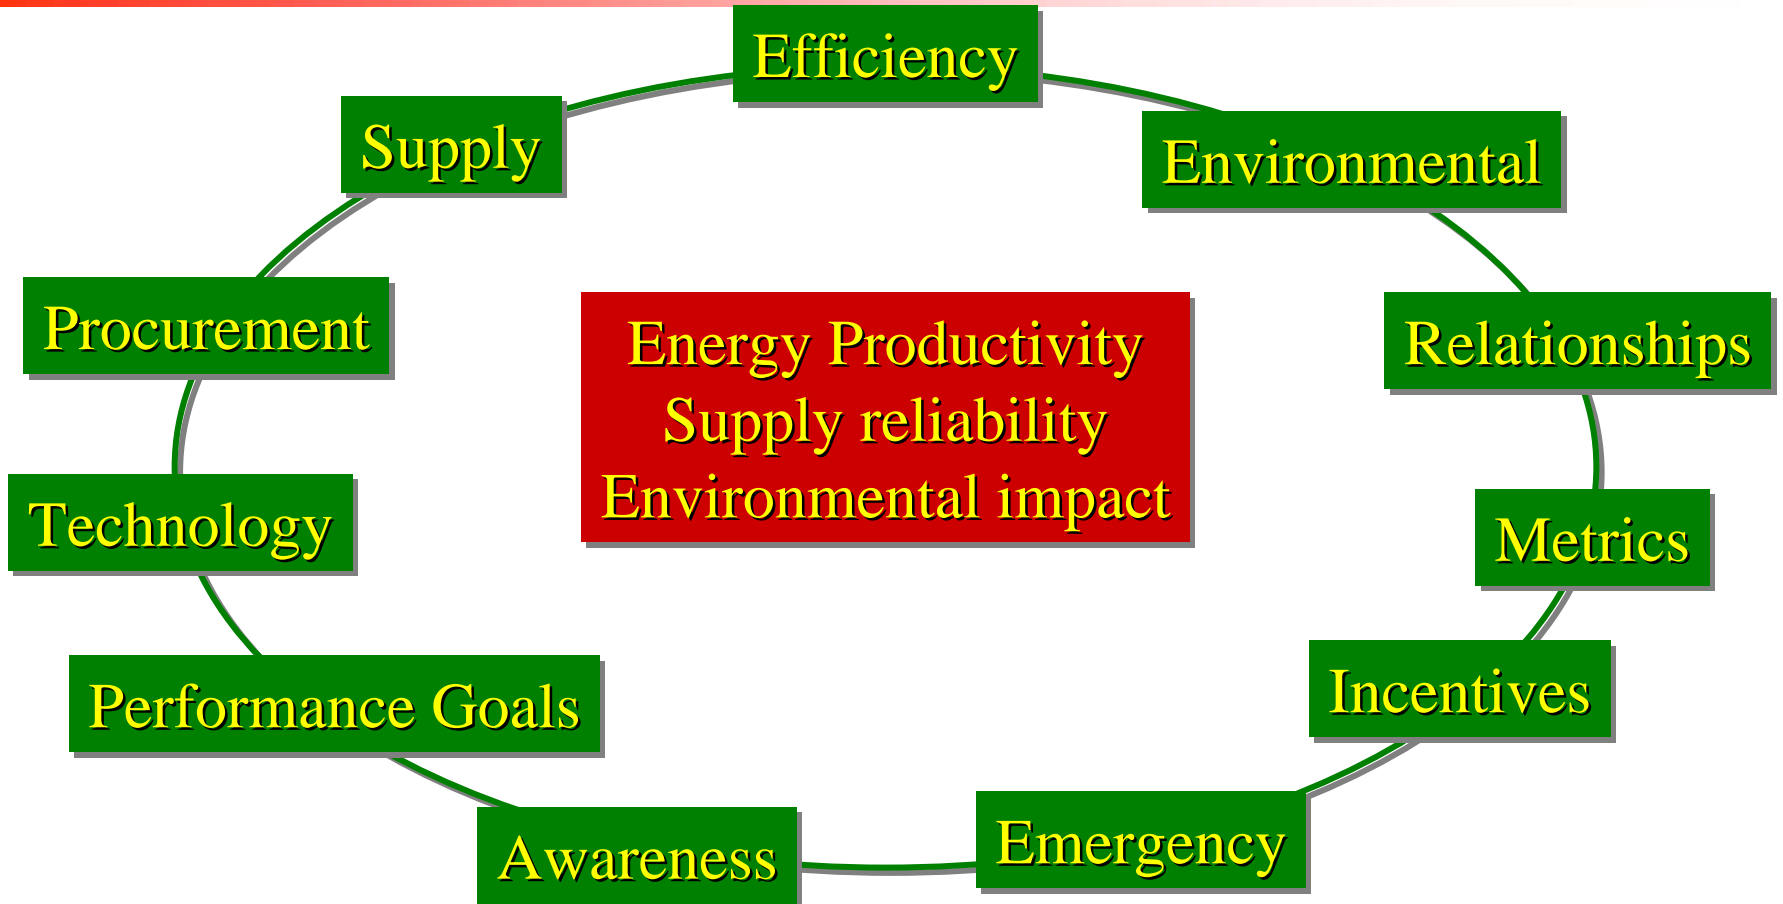 Efficiency
Supply
Environmental
Procurement
Energy Productivity
Supply reliability
Environmental impact
Relationships
Technology
Metrics
Performance Goals
Incentives
Awareness
Emergency